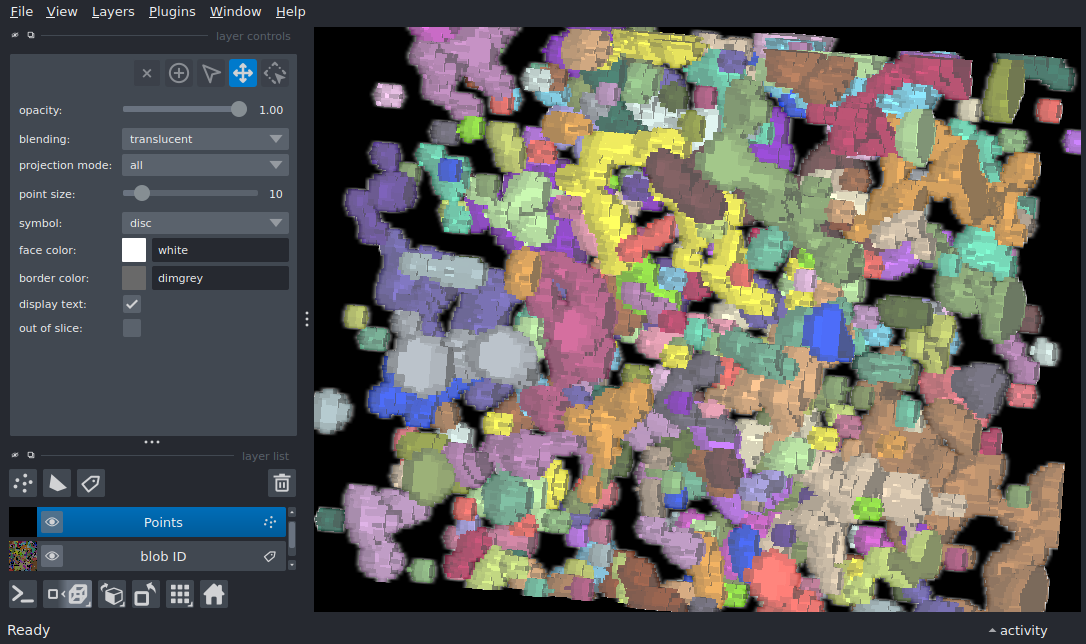 File View Layers Plugins Window Help
layer controls
opacity: 1.00
blending: translucent
projection mode: all
point size: 10
symbol: disc
face color: white
border color: dimgrey
display text:
out of slice:
layer list
Points
blob ID
Ready
activity